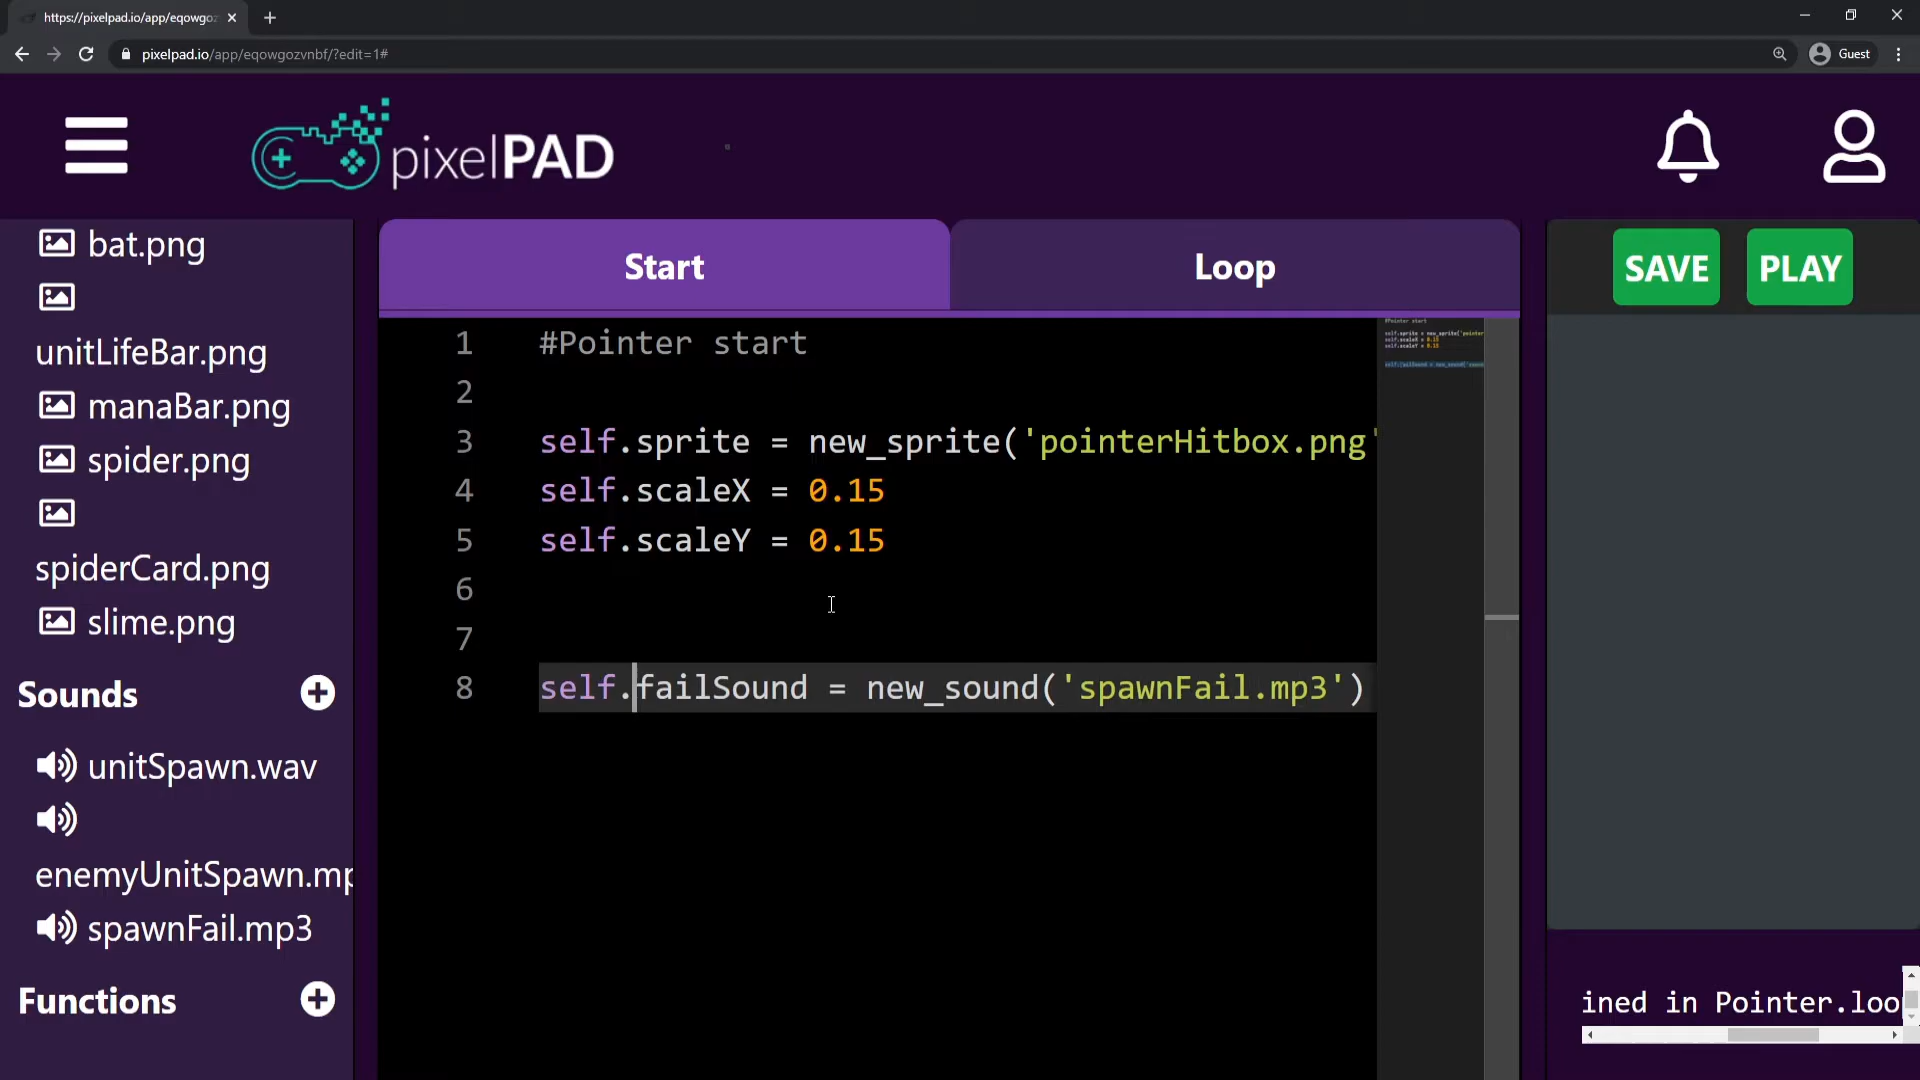 https://pixelpad.io/app/eqowgoz
pixelpad.io/app/eqowgozvnbf/?edit=1#
Guest
pixelPAD
bat.png
unitLifeBar.png
manaBar.png
spider.png
spiderCard.png
slime.png
Sounds
unitSpawn.wav
enemyUnitSpawn.mp
spawnFail.mp3
Functions
Start
Loop
1 #Pointer start
2
3 self.sprite = new_sprite('pointerHitbox.png'
4 self.scaleX = 0.15
5 self.scaleY = 0.15
6
7
8 self.failSound = new_sound('spawnFail.mp3')
SAVE
PLAY
ined in Pointer.loo